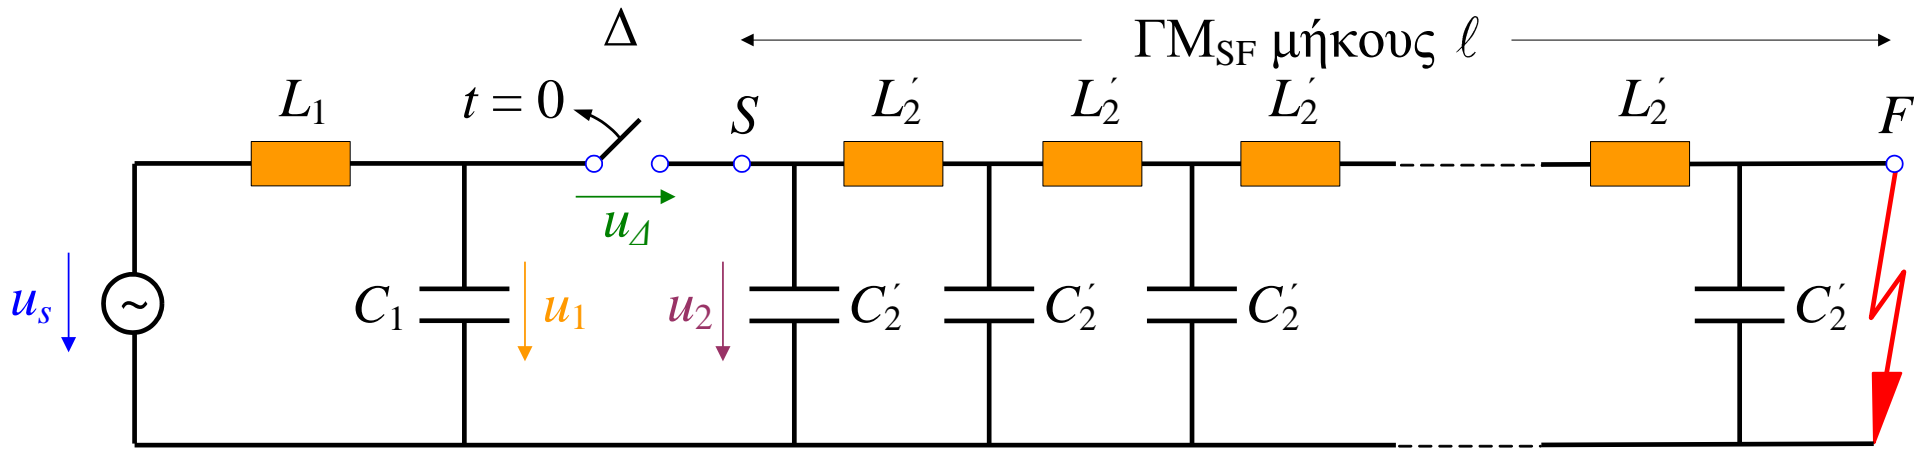 Δ
ΓΜSF μήκους ℓ
L1
t = 0
S
L2′
L2′
L2′
L2′
F
uΔ
us
C1
u1
u2
C2′
C2′
C2′
C2′
~